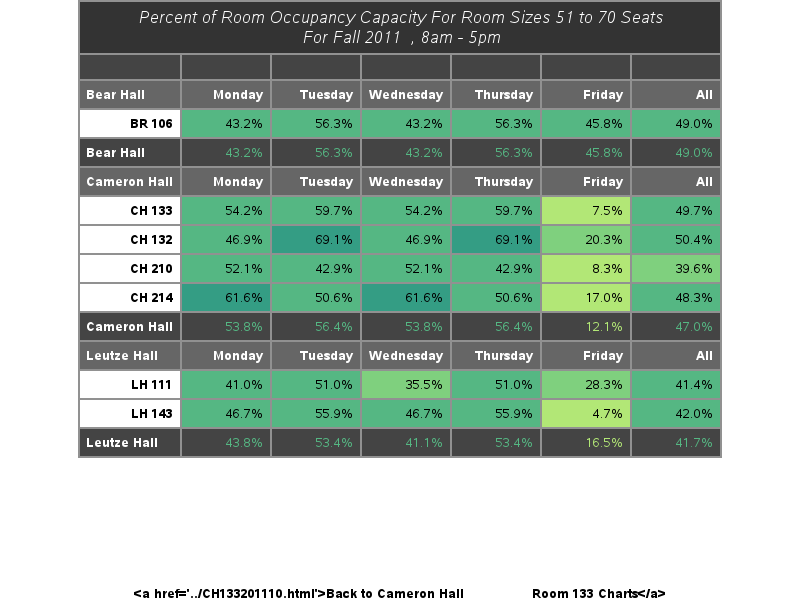 Percent of Room Occupancy Capacity For Room Sizes 51 to 70 Seats
For Fall 2011 , 8am - 5pm
Bear Hall Monday Tuesday Wednesday Thursday Friday All
BR 106 43.2% 56.3% 43.2% 56.3% 45.8% 49.0%
Bear Hall 43.2% 56.3% 43.2% 56.3% 45.8% 49.0%
Cameron Hall Monday Tuesday Wednesday Thursday Friday All
CH 133 54.2% 59.7% 54.2% 59.7% 7.5% 49.7%
CH 132 46.9% 69.1% 46.9% 69.1% 20.3% 50.4%
CH 210 52.1% 42.9% 52.1% 42.9% 8.3% 39.6%
CH 214 61.6% 50.6% 61.6% 50.6% 17.0% 48.3%
Cameron Hall 53.8% 56.4% 53.8% 56.4% 12.1% 47.0%
Leutze Hall Monday Tuesday Wednesday Thursday Friday All
LH 111 41.0% 51.0% 35.5% 51.0% 28.3% 41.4%
LH 143 46.7% 55.9% 46.7% 55.9% 4.7% 42.0%
Leutze Hall 43.8% 53.4% 41.1% 53.4% 16.5% 41.7%
<a href='../CH133201110.html'>Back to Cameron Hall Room 133 Charts</a>